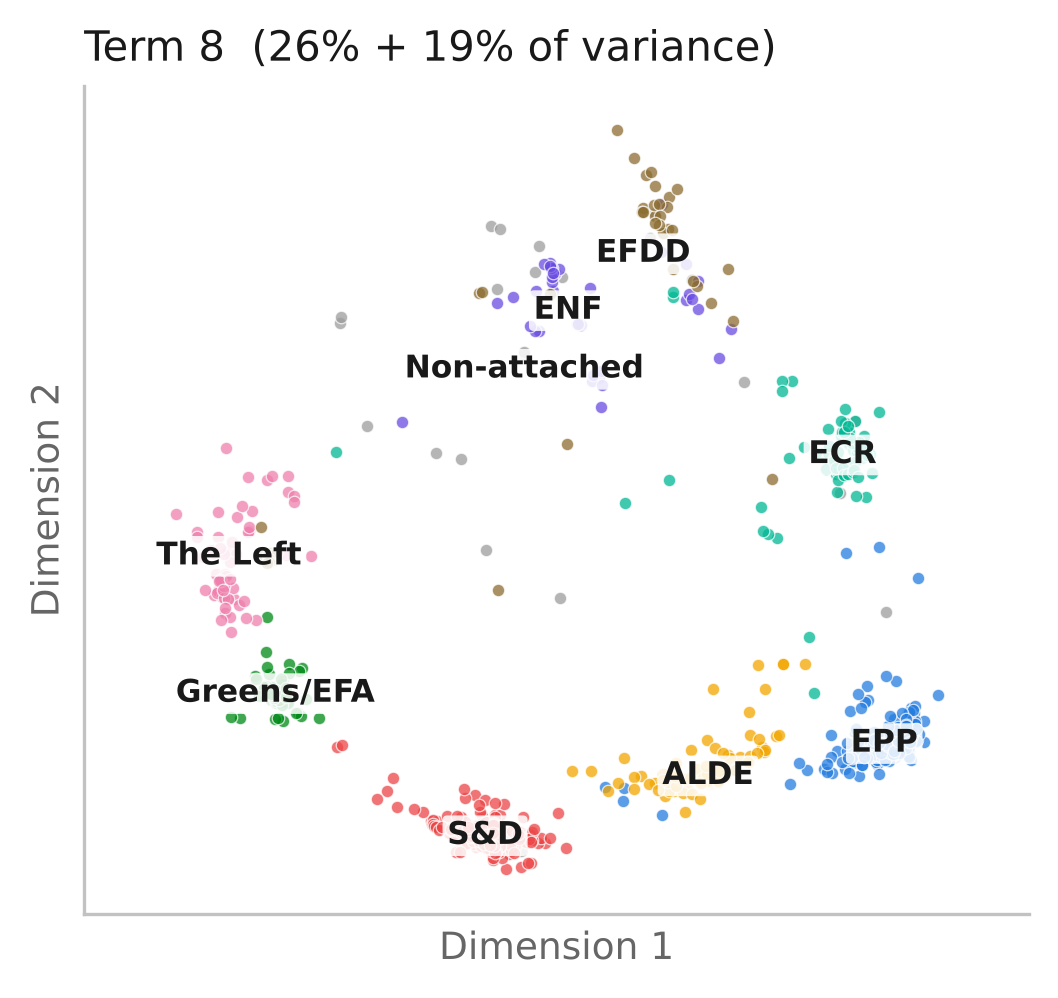 Term 8  (26% + 19% of variance)
EFDD
ENF
Non-attached
ECR
The Left
Greens/EFA
EPP
ALDE
S&D
Dimension 2
Dimension 1